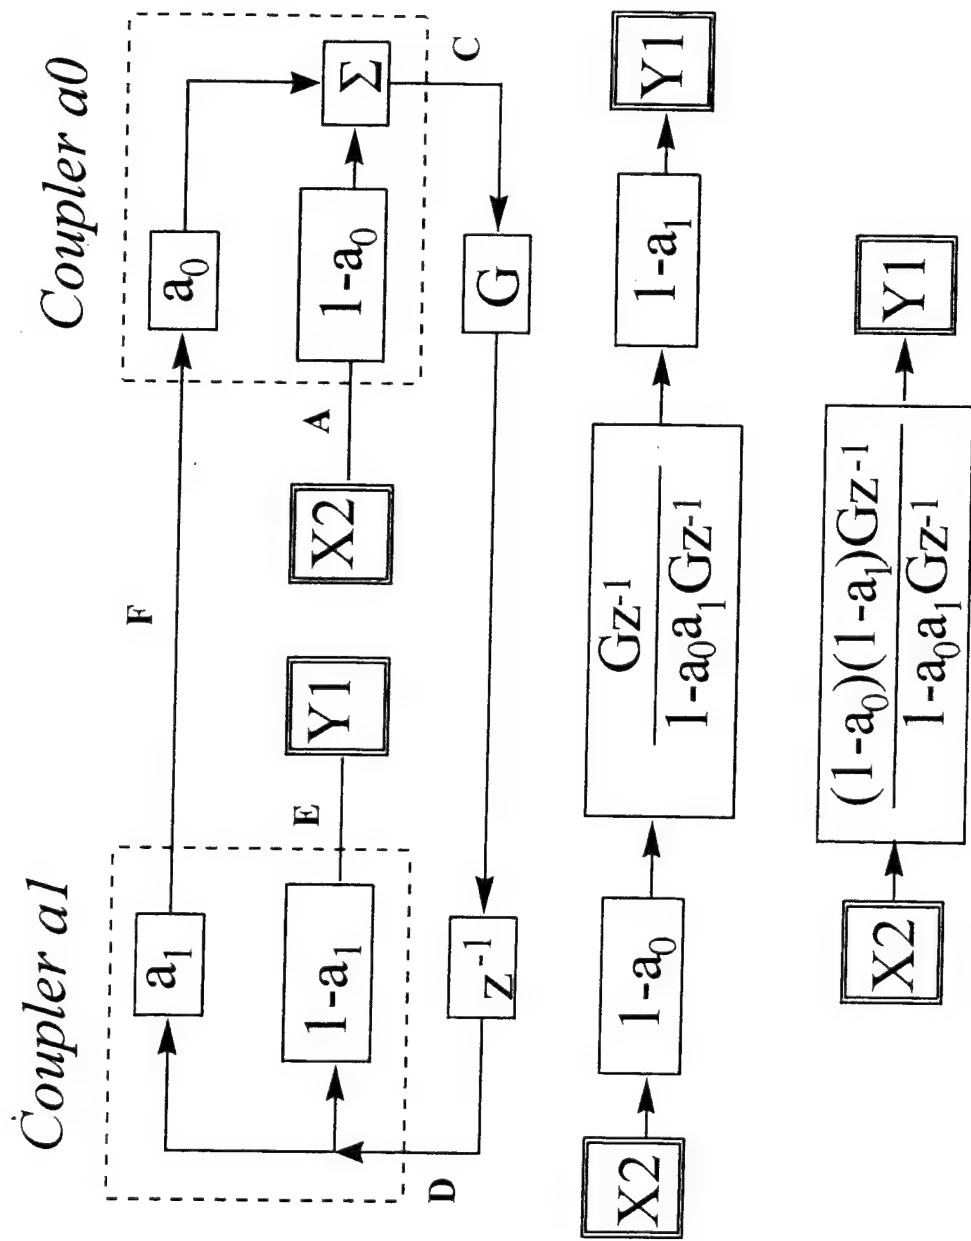 Coupler a1
Coupler a0
a₁
F
a₀
1-a₁
E
Y1
X2
A
1-a₀
Σ
D
z⁻¹
G
C
X2
1-a₀
Gz⁻¹
1-a₀a₁Gz⁻¹
1-a₁
Y1
X2
(1-a₀)(1-a₁)Gz⁻¹
1-a₀a₁Gz⁻¹
Y1